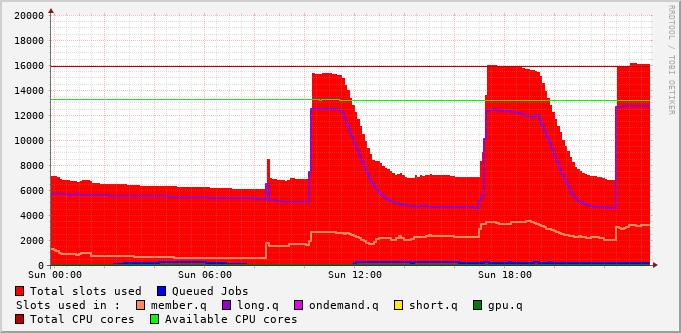 RRDTOOL / TOBI OETIKER
20000
18000
16000
14000
12000
10000
8000
6000
4000
2000
0
Sun 00:00 Sun 06:00 Sun 12:00 Sun 18:00
Total slots used Queued Jobs
Slots used in : member.q long.q ondemand.q short.q gpu.q
Total CPU cores Available CPU cores